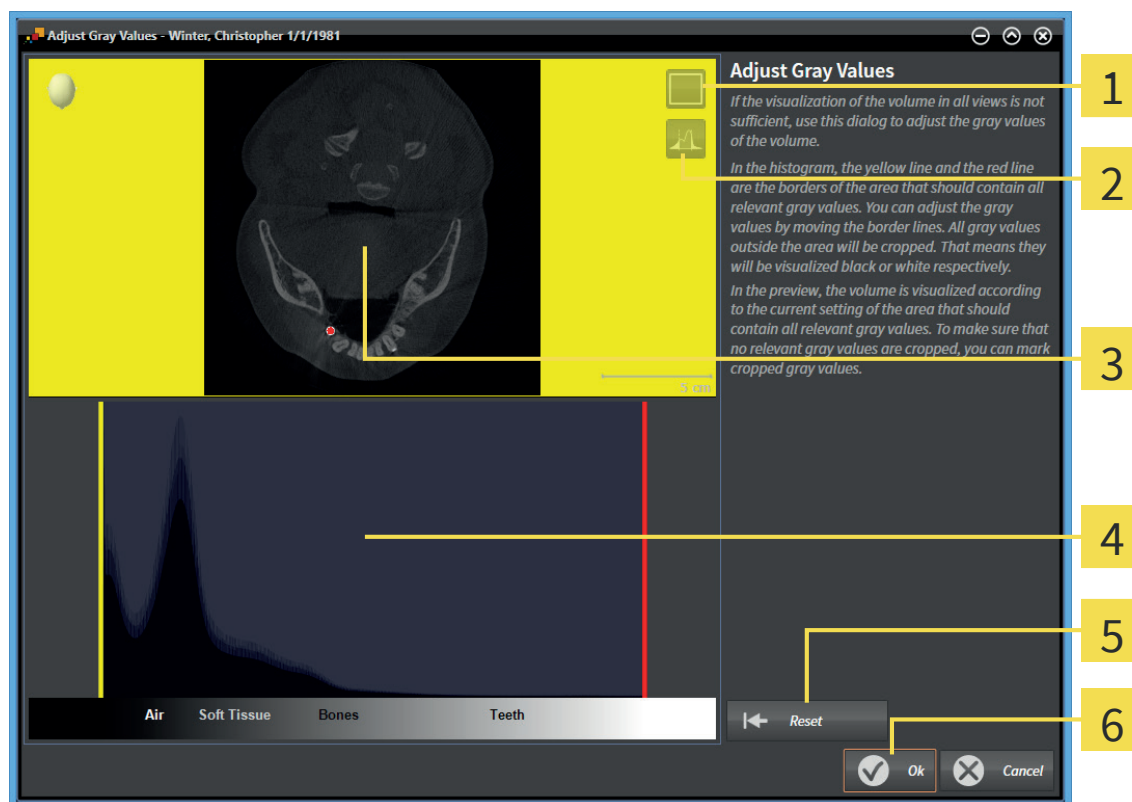 Adjust Gray Values - Winter, Christopher 1/1/1981
Adjust Gray Values
If the visualization of the volume in all views is not
sufficient, use this dialog to adjust the gray values
of the volume.
In the histogram, the yellow line and the red line
are the borders of the area that should contain all
relevant gray values. You can adjust the gray
values by moving the border lines. All gray values
outside the area will be cropped. That means they
will be visualized black or white respectively.
In the preview, the volume is visualized according
to the current setting of the area that should
contain all relevant gray values. To make sure that
no relevant gray values are cropped, you can mark
cropped gray values.
5 cm
Air Soft Tissue Bones Teeth
Reset
Ok Cancel
1
2
3
4
5
6